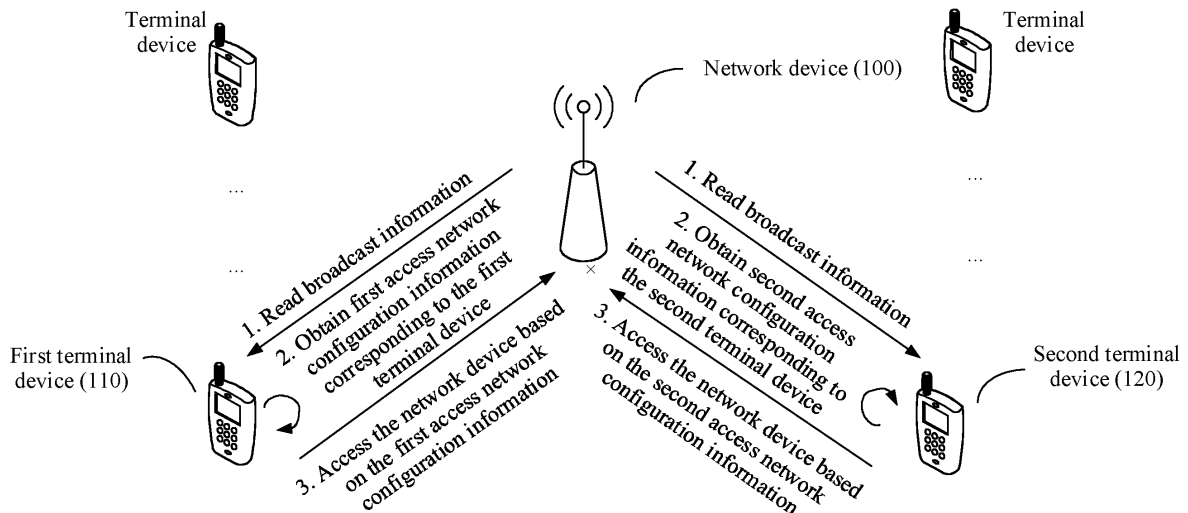 Terminal
device
Terminal
device
Network device (100)
...
...
...
...
1. Read broadcast information
2. Obtain first access network
configuration information
corresponding to the first
terminal device
3. Access the network device based
on the first access network
configuration information
1. Read broadcast information
2. Obtain second access
network configuration
information corresponding to
the second terminal device
3. Access the network device based
on the second access network
configuration information
First terminal
device (110)
Second terminal
device (120)